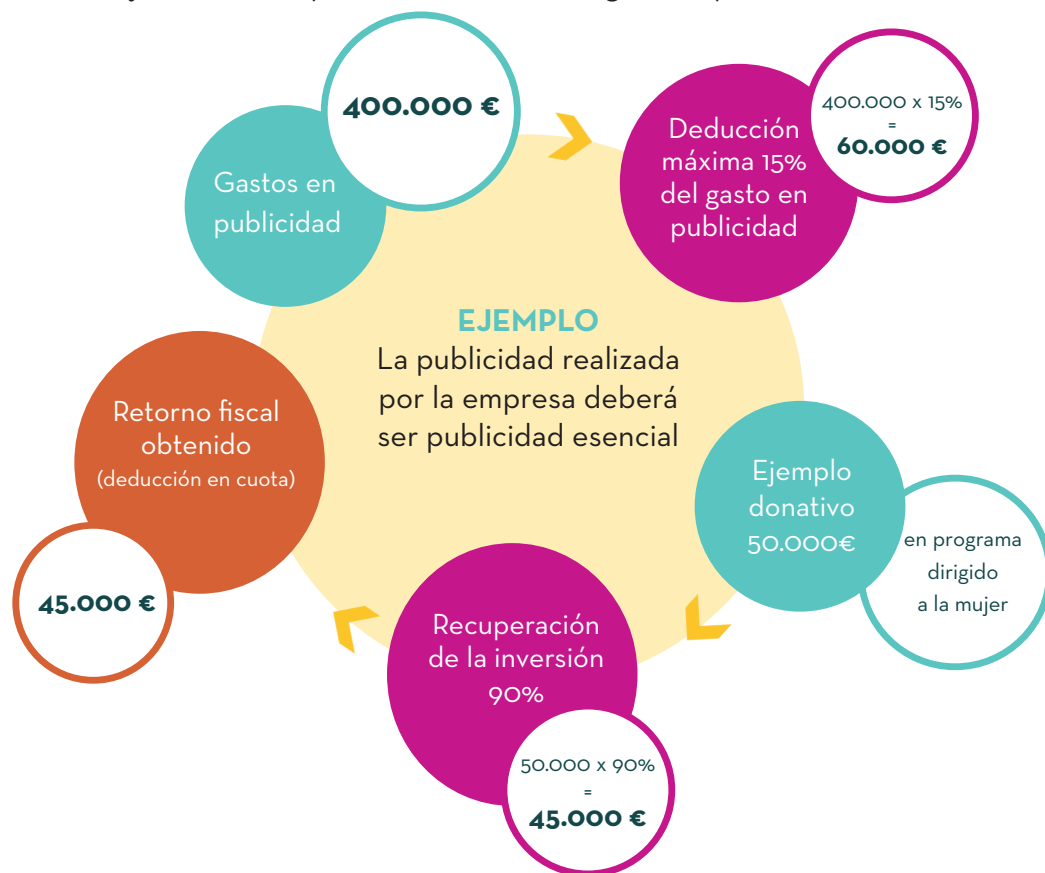 Gastos en
publicidad
400.000 €
Deducción
máxima 15%
del gasto en
publicidad
400.000 x 15%
=
60.000 €
EJEMPLO
La publicidad realizada
por la empresa deberá
ser publicidad esencial
Ejemplo
donativo
50.000€
en programa
dirigido
a la mujer
Recuperación
de la inversión
90%
50.000 x 90%
=
45.000 €
Retorno fiscal
obtenido
(deducción en cuota)
45.000 €